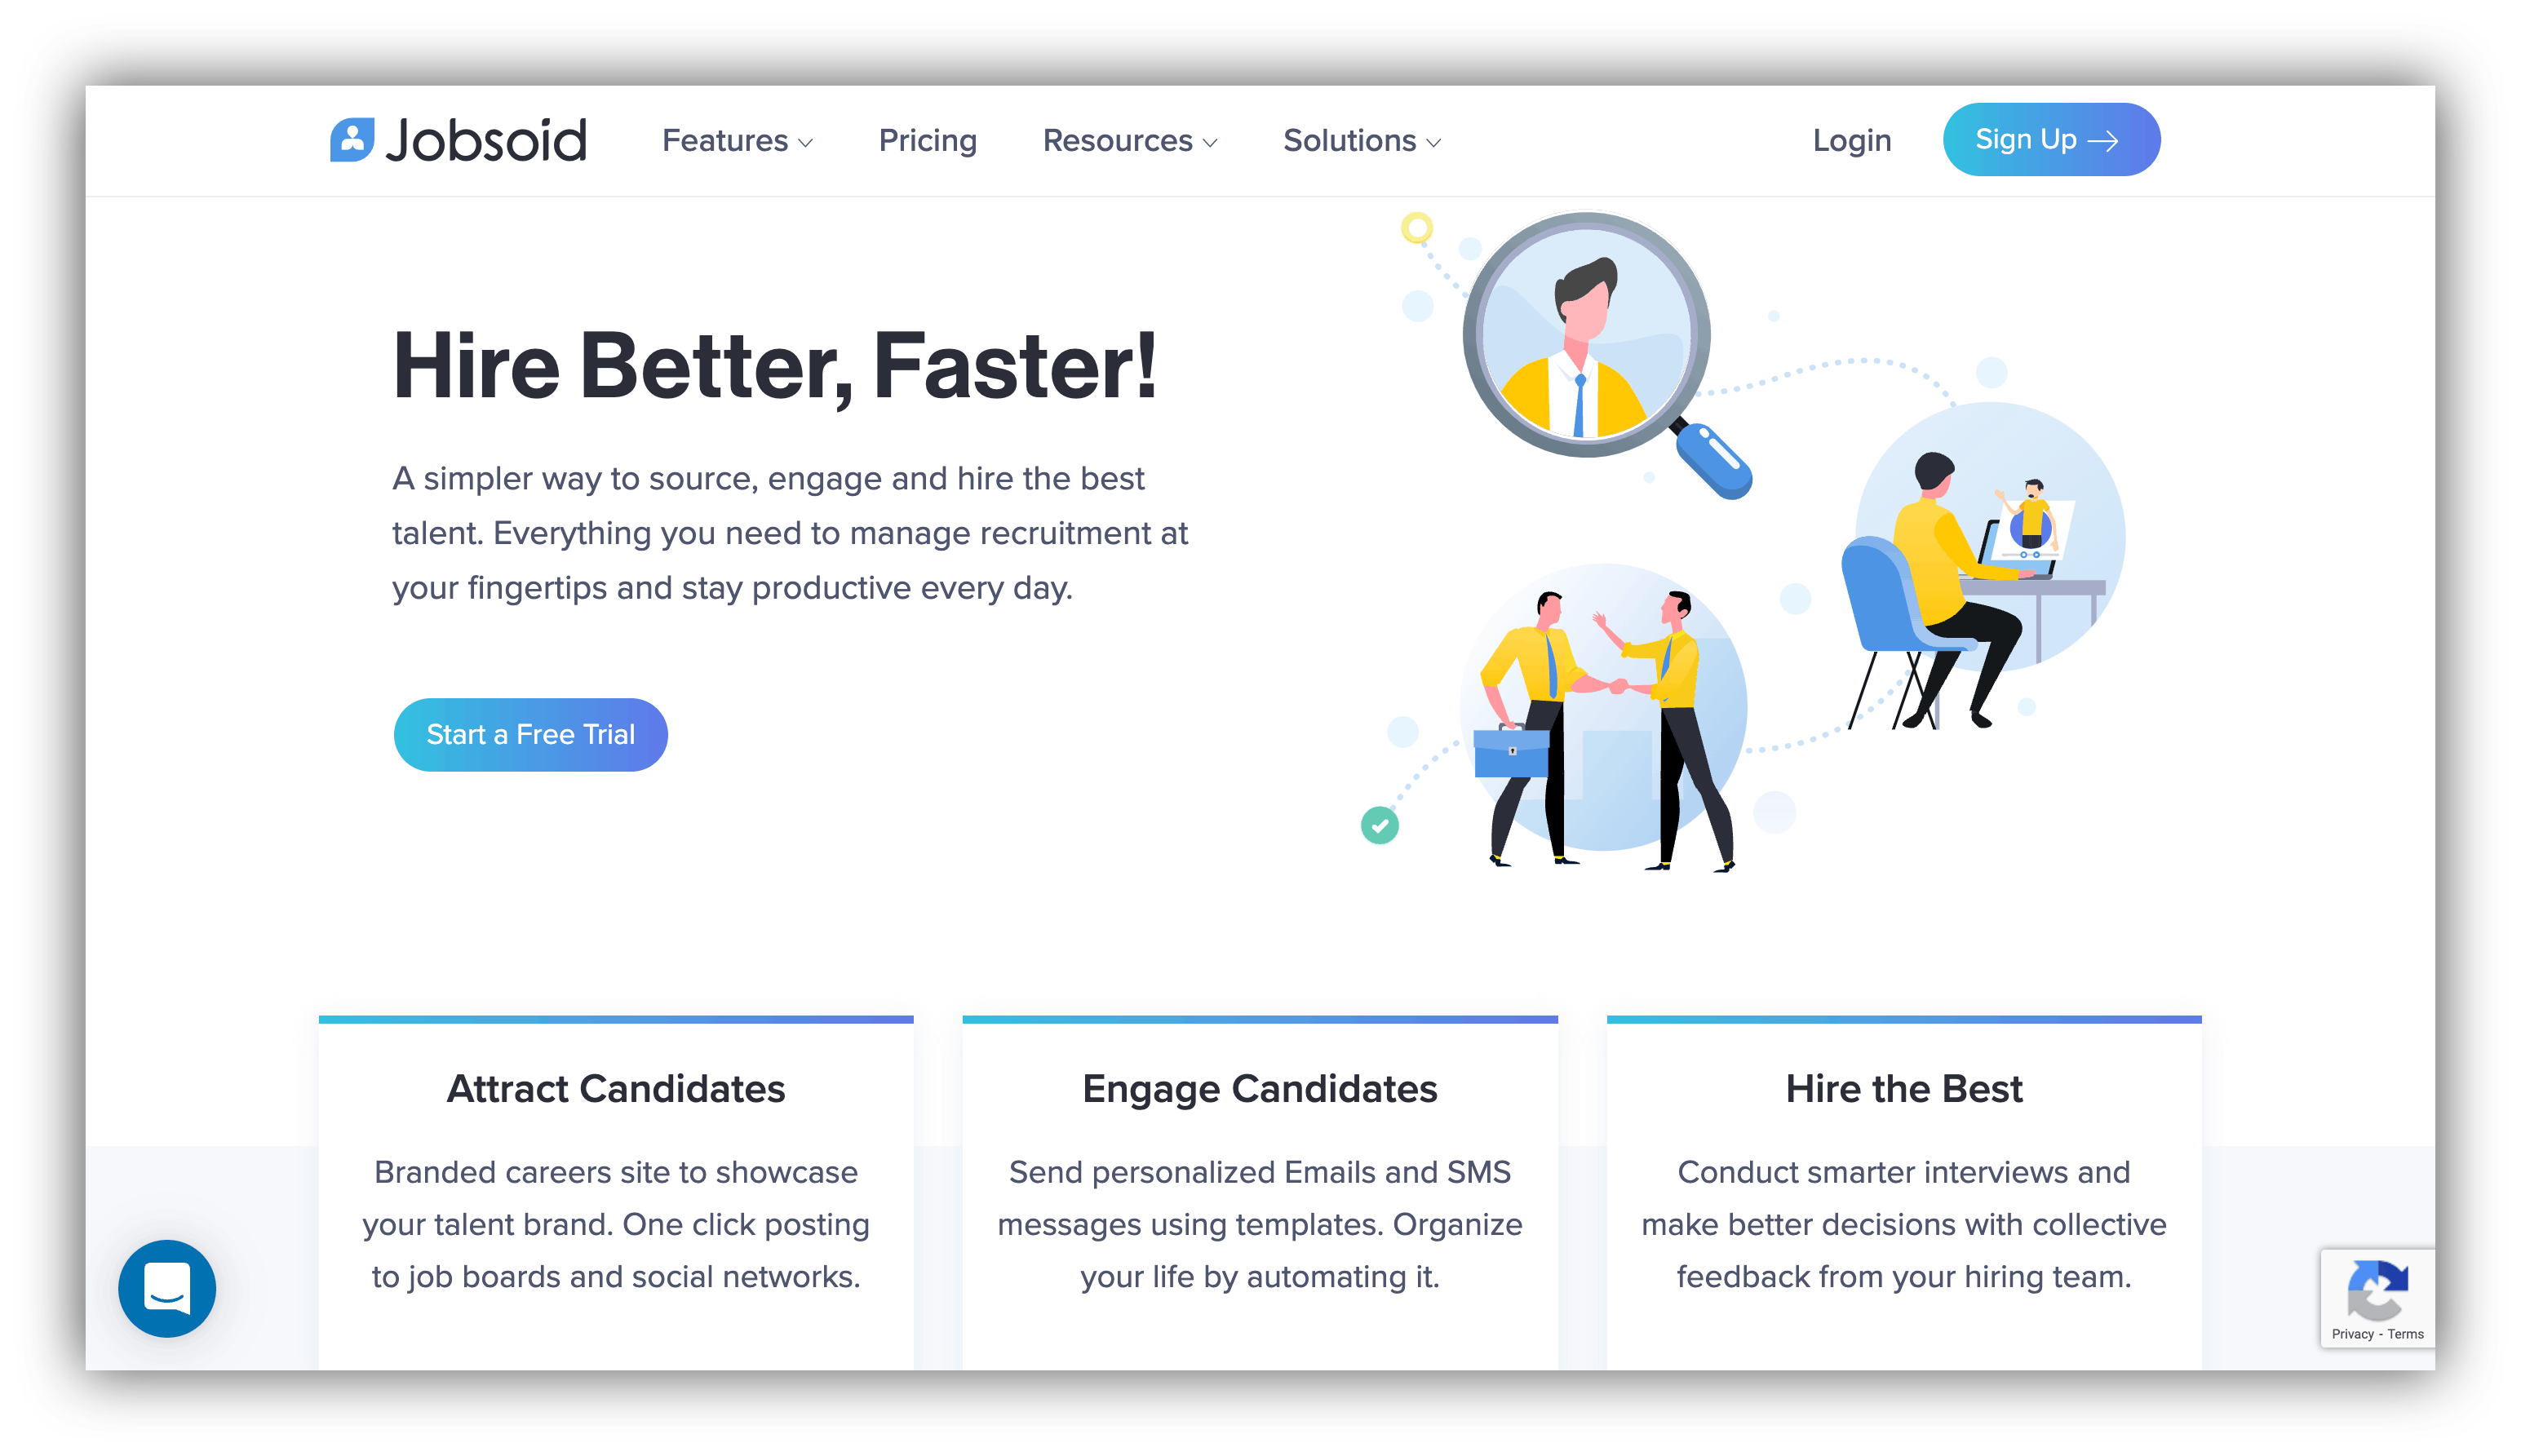 Jobsoid
Features
Pricing
Resources
Solutions
Login
Sign Up
Hire Better, Faster!
A simpler way to source, engage and hire the best
talent. Everything you need to manage recruitment at
your fingertips and stay productive every day.
Start a Free Trial
Attract Candidates
Branded careers site to showcase
your talent brand. One click posting
to job boards and social networks.
Engage Candidates
Send personalized Emails and SMS
messages using templates. Organize
your life by automating it.
Hire the Best
Conduct smarter interviews and
make better decisions with collective
feedback from your hiring team.
Privacy - Terms